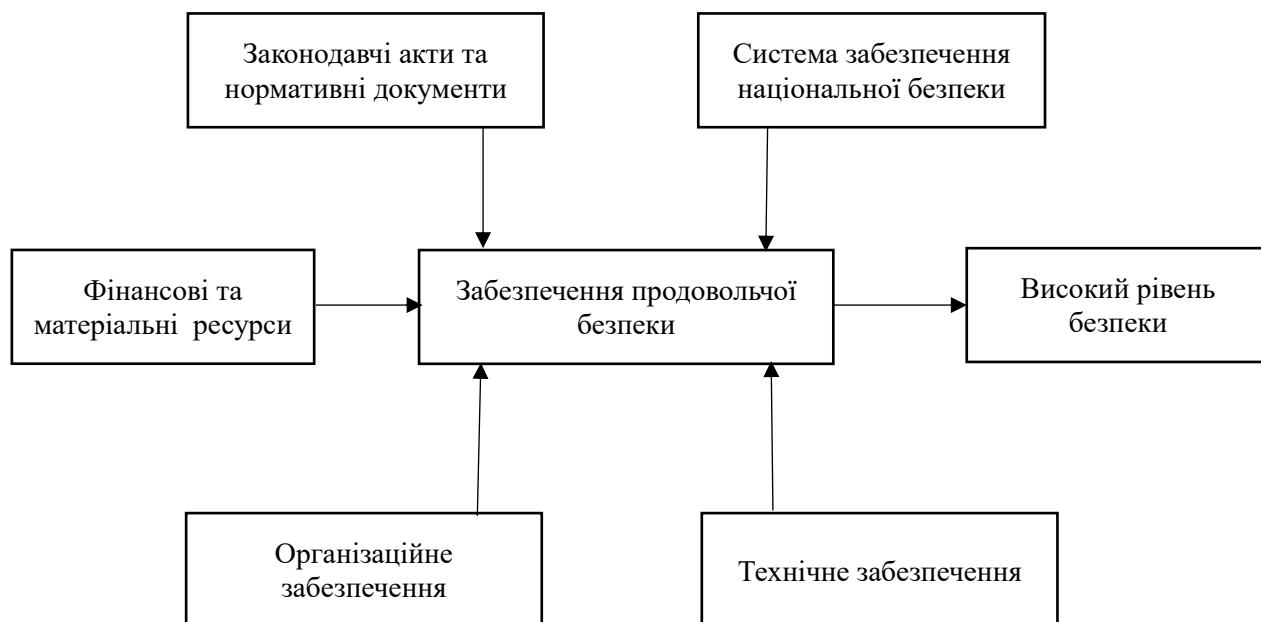 Законодавчі акти та
нормативні документи
Система забезпечення
національної безпеки
Фінансові та
матеріальні  ресурси
Забезпечення продовольчої
безпеки
Високий рівень
безпеки
Організаційне
забезпечення
Технічне забезпечення